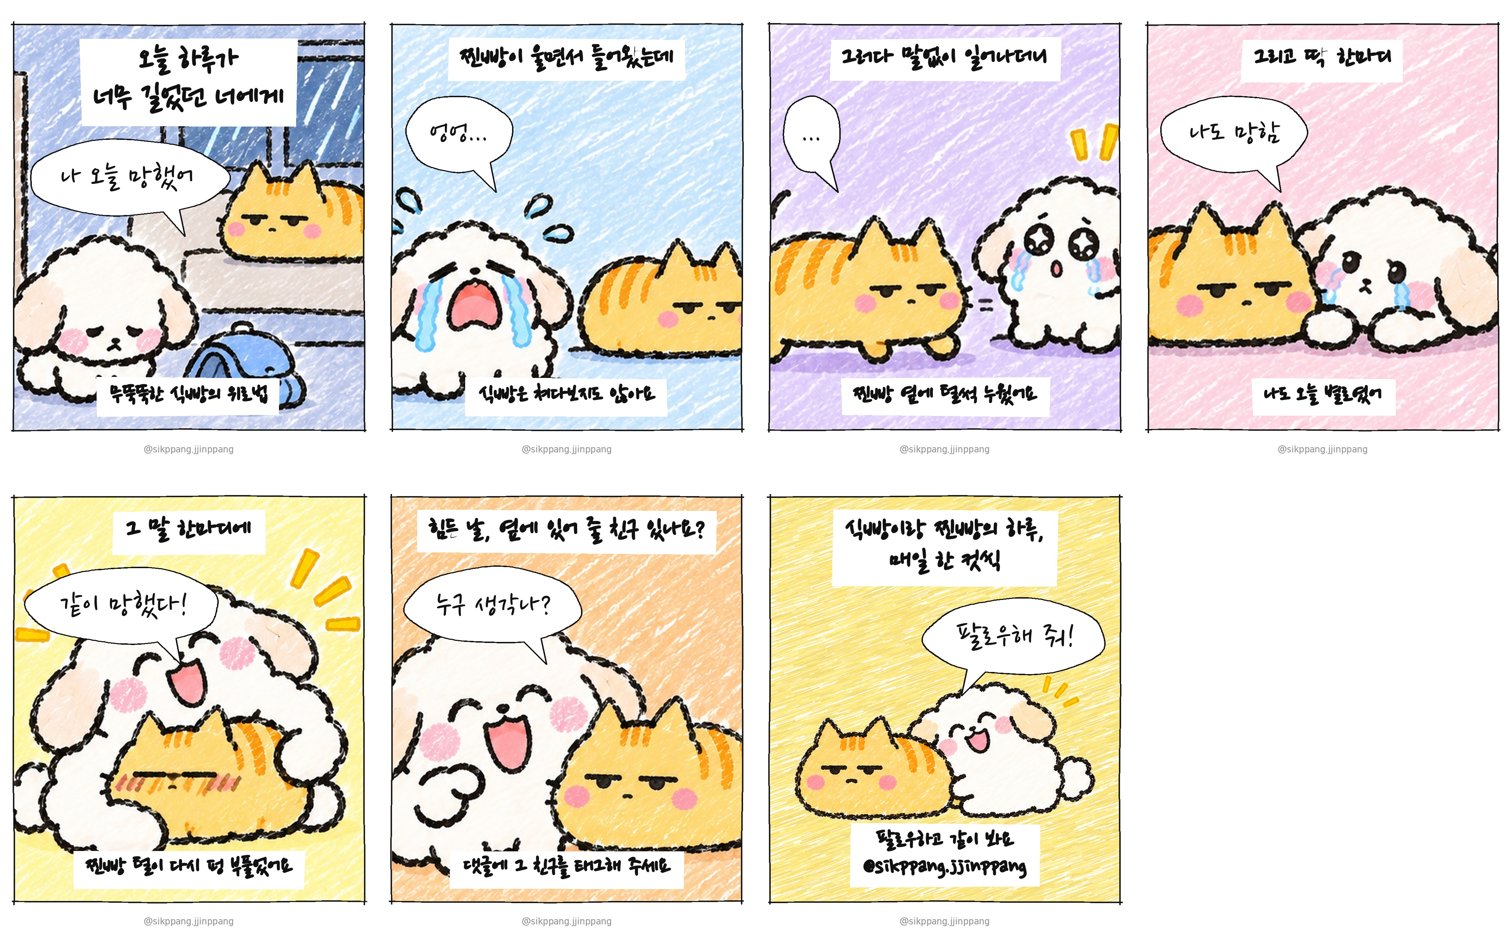 오늘 하루가
너무 길었던 너에게
나 오늘 망했어
무뚝뚝한 식빵의 위로법
@sikppang.jjinppang
찐빵이 울면서 들어왔는데
엉엉...
식빵은 쳐다보지도 않아요
@sikppang.jjinppang
그러다 말없이 일어나더니
...
찐빵 옆에 털썩 누웠어요
@sikppang.jjinppang
그리고 딱 한마디
나도 망함
나도 오늘 별로였어
@sikppang.jjinppang
그 말 한마디에
같이 망했다!
찐빵 털이 다시 펑 부풀었어요
@sikppang.jjinppang
힘든 날, 옆에 있어 줄 친구 있나요?
누구 생각나?
댓글에 그 친구를 태그해 주세요
@sikppang.jjinppang
식빵이랑 찐빵의 하루,
매일 한 컷씩
팔로우해 줘!
팔로우하고 같이 봐요
@sikppang.jjinppang
@sikppang.jjinppang